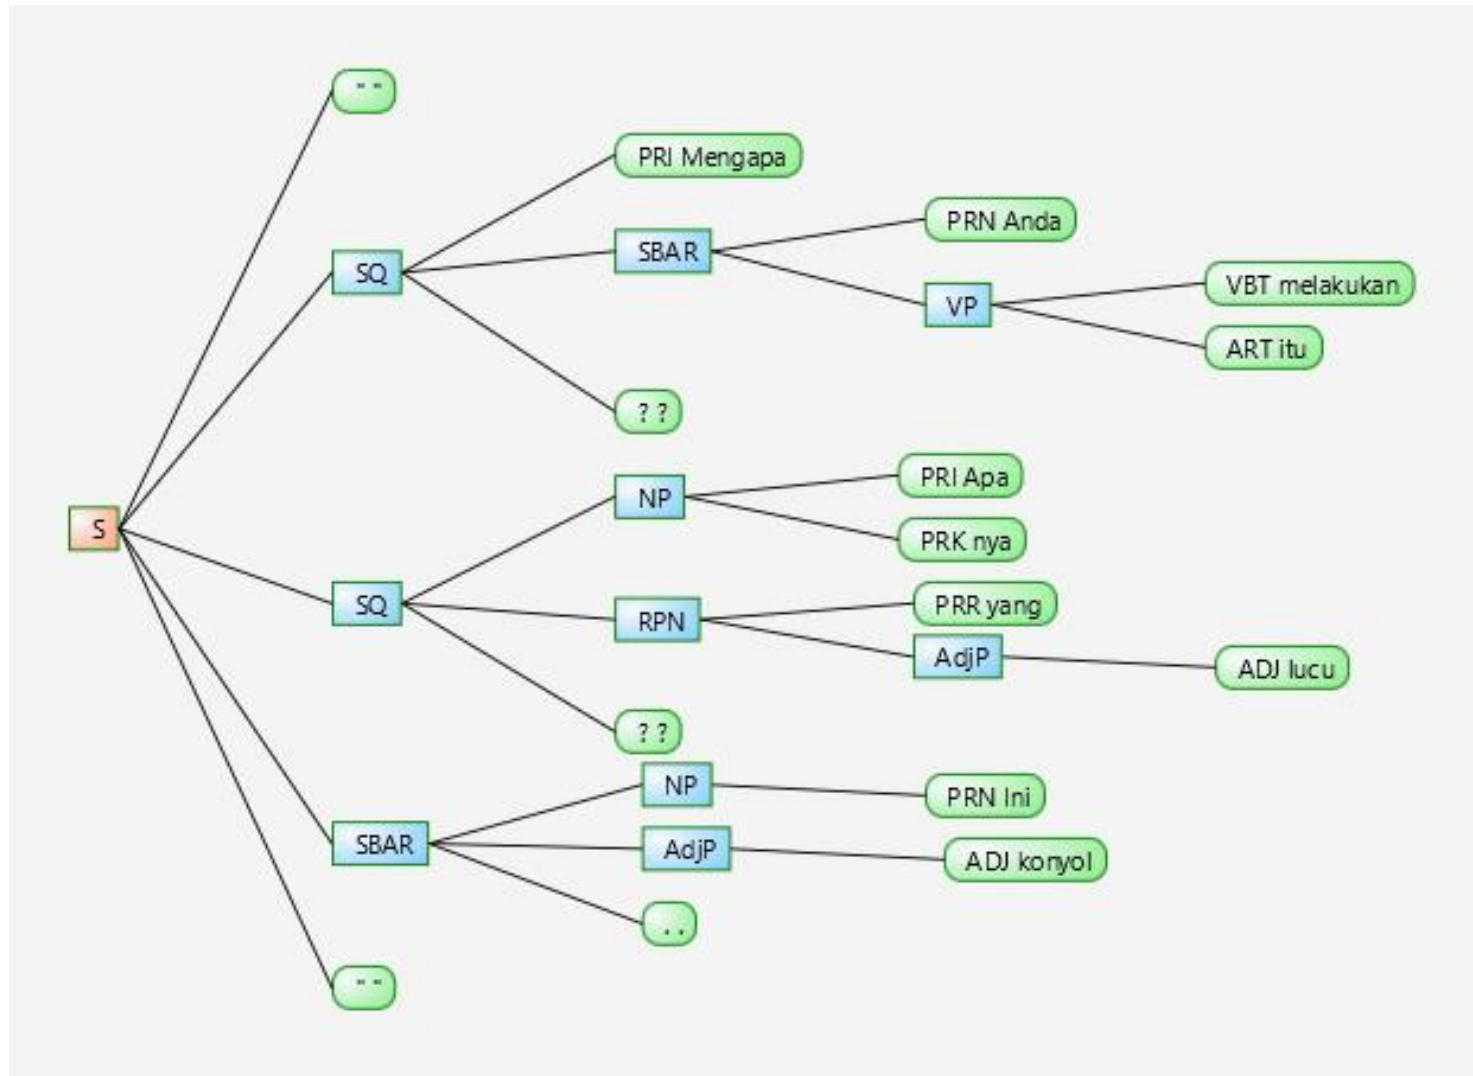 " "
PRI Mengapa
PRN Anda
SBAR
SQ
VBT melakukan
VP
ART itu
? ?
PRI Apa
NP
S
PRK nya
PRR yang
SQ
RPN
AdjP
ADJ lucu
? ?
NP
PRN Ini
SBAR
AdjP
ADJ konyol
. .
" "